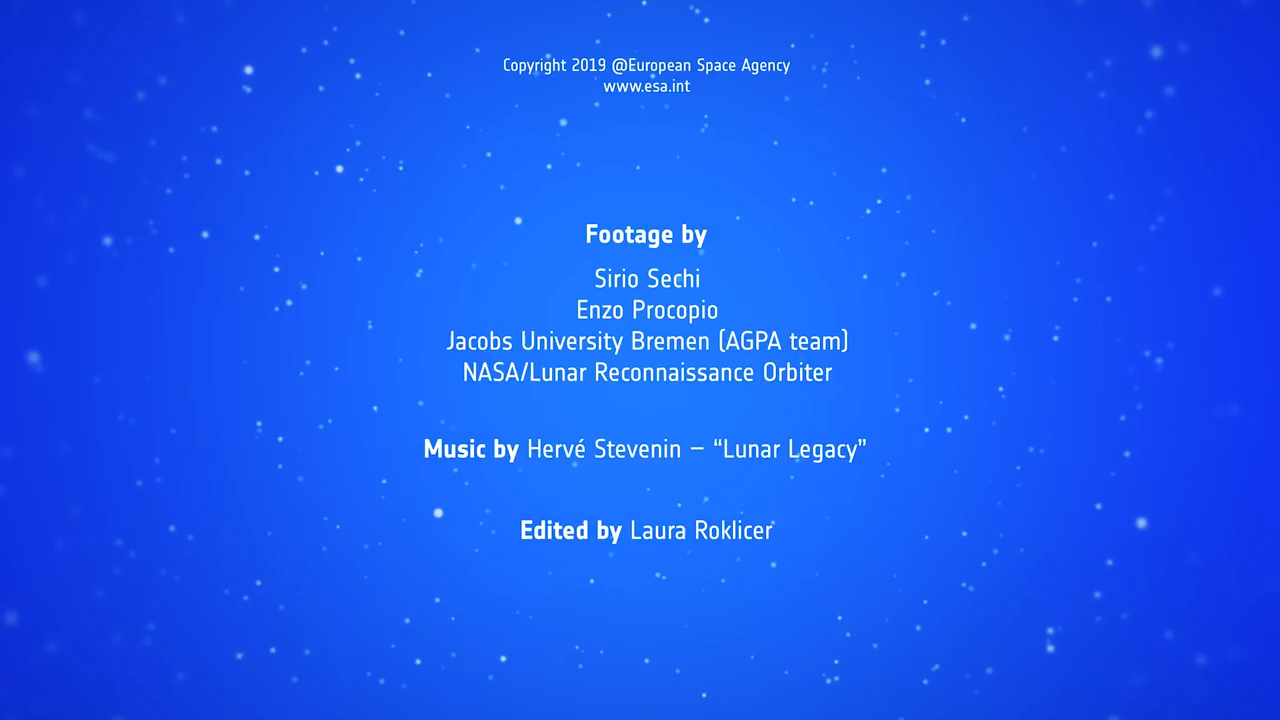 Copyright 2019 @European Space Agency
www.esa.int
Footage by
Sirio Sechi
Enzo Procopio
Jacobs University Bremen (AGPA team)
NASA/Lunar Reconnaissance Orbiter
Music by Hervé Stevenin – “Lunar Legacy”
Edited by Laura Roklicer